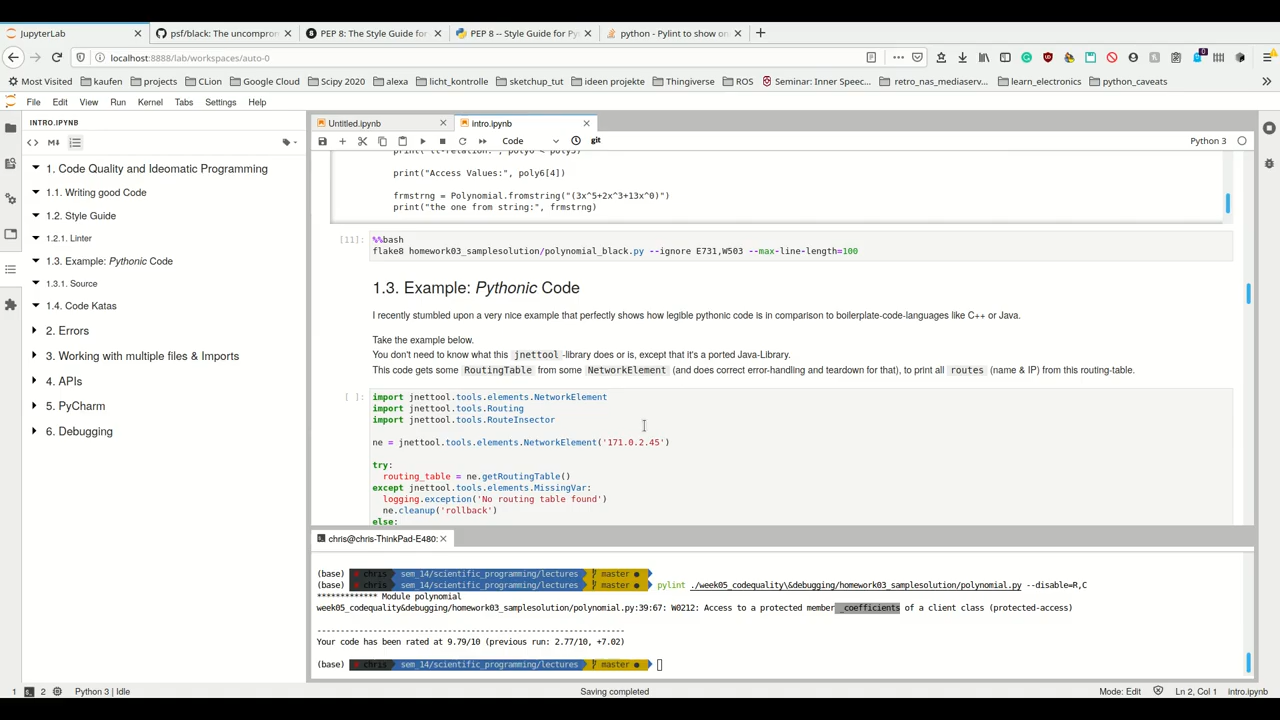 JupyterLab
psf/black: The uncomprom
PEP 8: The Style Guide for
PEP 8 -- Style Guide for Py
python - Pylint to show on
localhost:8888/lab/workspaces/auto-0
Most Visited kaufen projects CLion Google Cloud Scipy 2020 alexa licht_kontrolle sketchup_tut ideen projekte Thingiverse ROS Seminar: Inner Speec... retro_nas_mediaserv... learn_electronics python_caveats
File Edit View Run Kernel Tabs Settings Help
INTRO.IPYNB
Untitled.ipynb
intro.ipynb
Code
git
Python 3
1. Code Quality and Ideomatic Programming
1.1. Writing good Code
1.2. Style Guide
1.2.1. Linter
1.3. Example: Pythonic Code
1.3.1. Source
1.4. Code Katas
2. Errors
3. Working with multiple files & Imports
4. APIs
5. PyCharm
6. Debugging
print("Access Values:", poly6[4])
frmstrng = Polynomial.fromstring("(3x^5+2x^3+13x^0)")
print("the one from string:", frmstrng)
[11]:
%%bash
flake8 homework03_samplesolution/polynomial_black.py --ignore E731,W503 --max-line-length=100
1.3. Example: Pythonic Code
I recently stumbled upon a very nice example that perfectly shows how legible pythonic code is in comparison to boilerplate-code-languages like C++ or Java.
Take the example below.
You don't need to know what this jnettool -library does or is, except that it's a ported Java-Library.
This code gets some RoutingTable from some NetworkElement (and does correct error-handling and teardown for that), to print all routes (name & IP) from this routing-table.
[ ]:
import jnettool.tools.elements.NetworkElement
import jnettool.tools.Routing
import jnettool.tools.RouteInsector
ne = jnettool.tools.elements.NetworkElement('171.0.2.45')
try:
routing_table = ne.getRoutingTable()
except jnettool.tools.elements.MissingVar:
logging.exception('No routing table found')
ne.cleanup('rollback')
else:
chris@chris-ThinkPad-E480:
(base) chris sem_14/scientific_programming/lectures master ●
(base) chris sem_14/scientific_programming/lectures master ● pylint ./week05_codequality\&debugging/homework03_samplesolution/polynomial.py --disable=R,C
************* Module polynomial
week05_codequality&debugging/homework03_samplesolution/polynomial.py:39:67: W0212: Access to a protected member _coefficients of a client class (protected-access)
------------------------------------------------------------------
Your code has been rated at 9.79/10 (previous run: 2.77/10, +7.02)
(base) chris sem_14/scientific_programming/lectures master ●
1 2 Python 3 | Idle
Saving completed
Mode: Edit
Ln 2, Col 1
intro.ipynb